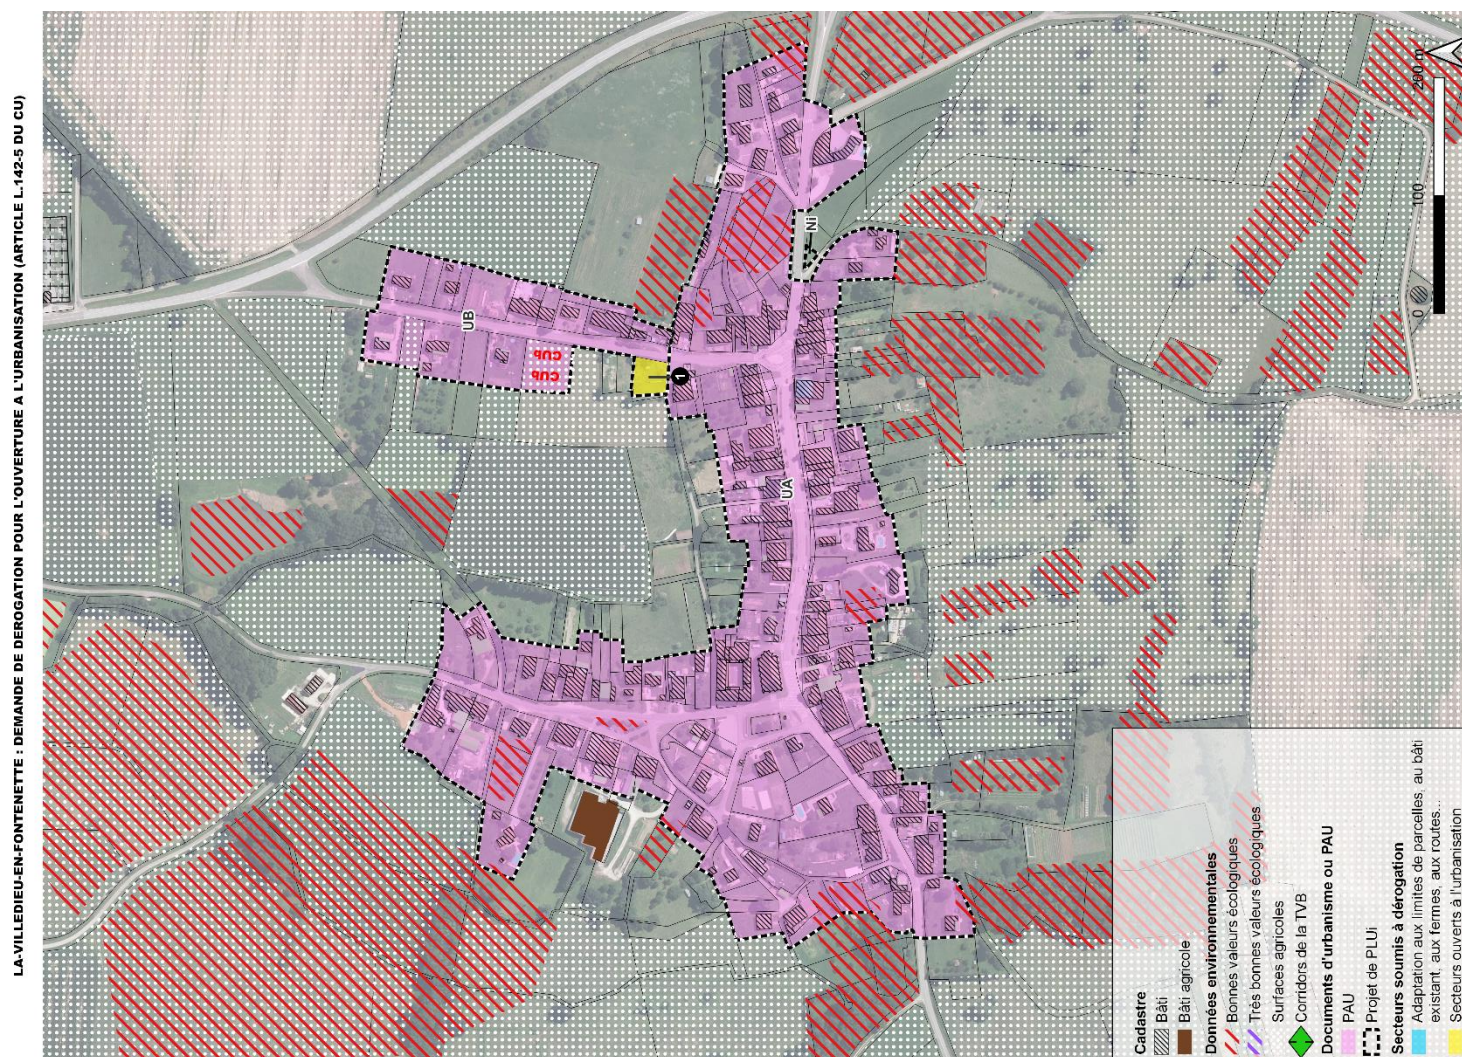 LA-VILLEDIEU-EN-FONTENETTE : DEMANDE DE DEROGATION POUR L'OUVERTURE A L'URBANISATION (ARTICLE L.142-5 DU CU)
UB
CUp
CUp
1
UA
Ni
0 100 200 m
Cadastre
Bâti
Bâti agricole
Données environnementales
Bonnes valeurs écologiques
Très bonnes valeurs écologiques
Surfaces agricoles
Corridors de la TVB
Documents d'urbanisme ou PAU
PAU
Projet de PLUi
Secteurs soumis à dérogation
Adaptation aux limites de parcelles, au bâti
existant, aux fermes, aux routes...
Secteurs ouverts à l'urbanisation